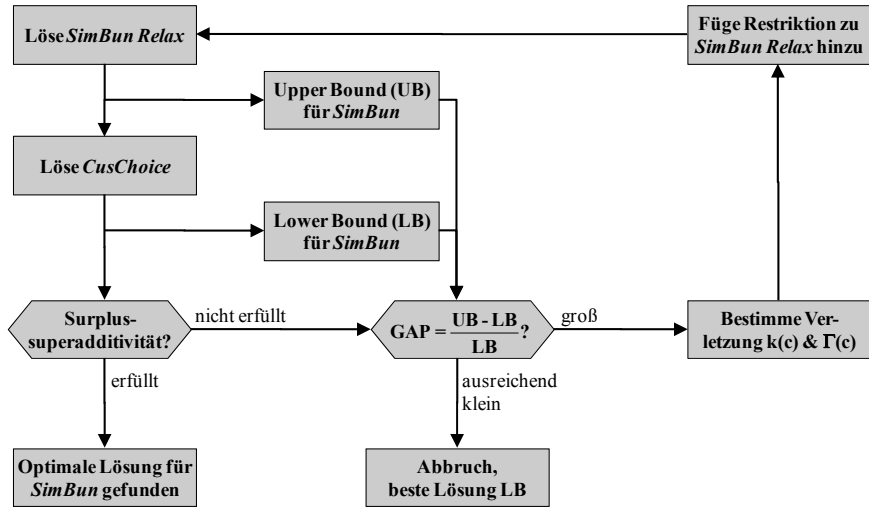 Löse SimBun Relax
Füge Restriktion zu
SimBun Relax hinzu
Upper Bound (UB)
für SimBun
Löse CusChoice
Lower Bound (LB)
für SimBun
Surplus-
superadditivität?
nicht erfüllt
GAP = UB - LB / LB ?
groß
Bestimme Ver-
letzung k(c) & Γ(c)
erfüllt
ausreichend
klein
Optimale Lösung für
SimBun gefunden
Abbruch,
beste Lösung LB